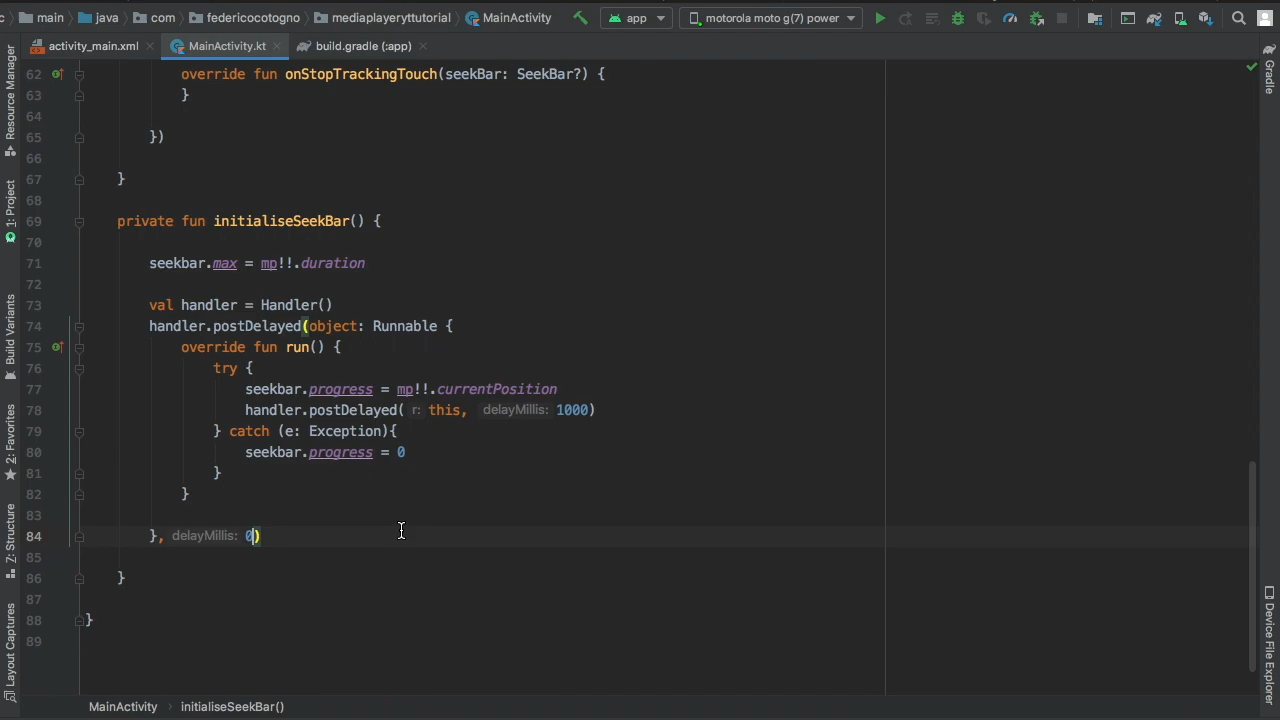 main
java
com
federicocotogno
mediaplayeryttutorial
MainActivity
app
motorola moto g(7) power
activity_main.xml
MainActivity.kt
build.gradle (:app)
Resource Manager
1: Project
Build Variants
2: Favorites
7: Structure
Layout Captures
62 override fun onStopTrackingTouch(seekBar: SeekBar?) {
63 }
64
65 })
66
67 }
68
69 private fun initialiseSeekBar() {
70
71 seekbar.max = mp!!.duration
72
73 val handler = Handler()
74 handler.postDelayed(object: Runnable {
75 override fun run() {
76 try {
77 seekbar.progress = mp!!.currentPosition
78 handler.postDelayed( r: this, delayMillis: 1000)
79 } catch (e: Exception){
80 seekbar.progress = 0
81 }
82 }
83
84 }, delayMillis: 0)
85
86 }
87
88 }
89
Gradle
Device File Explorer
MainActivity › initialiseSeekBar()